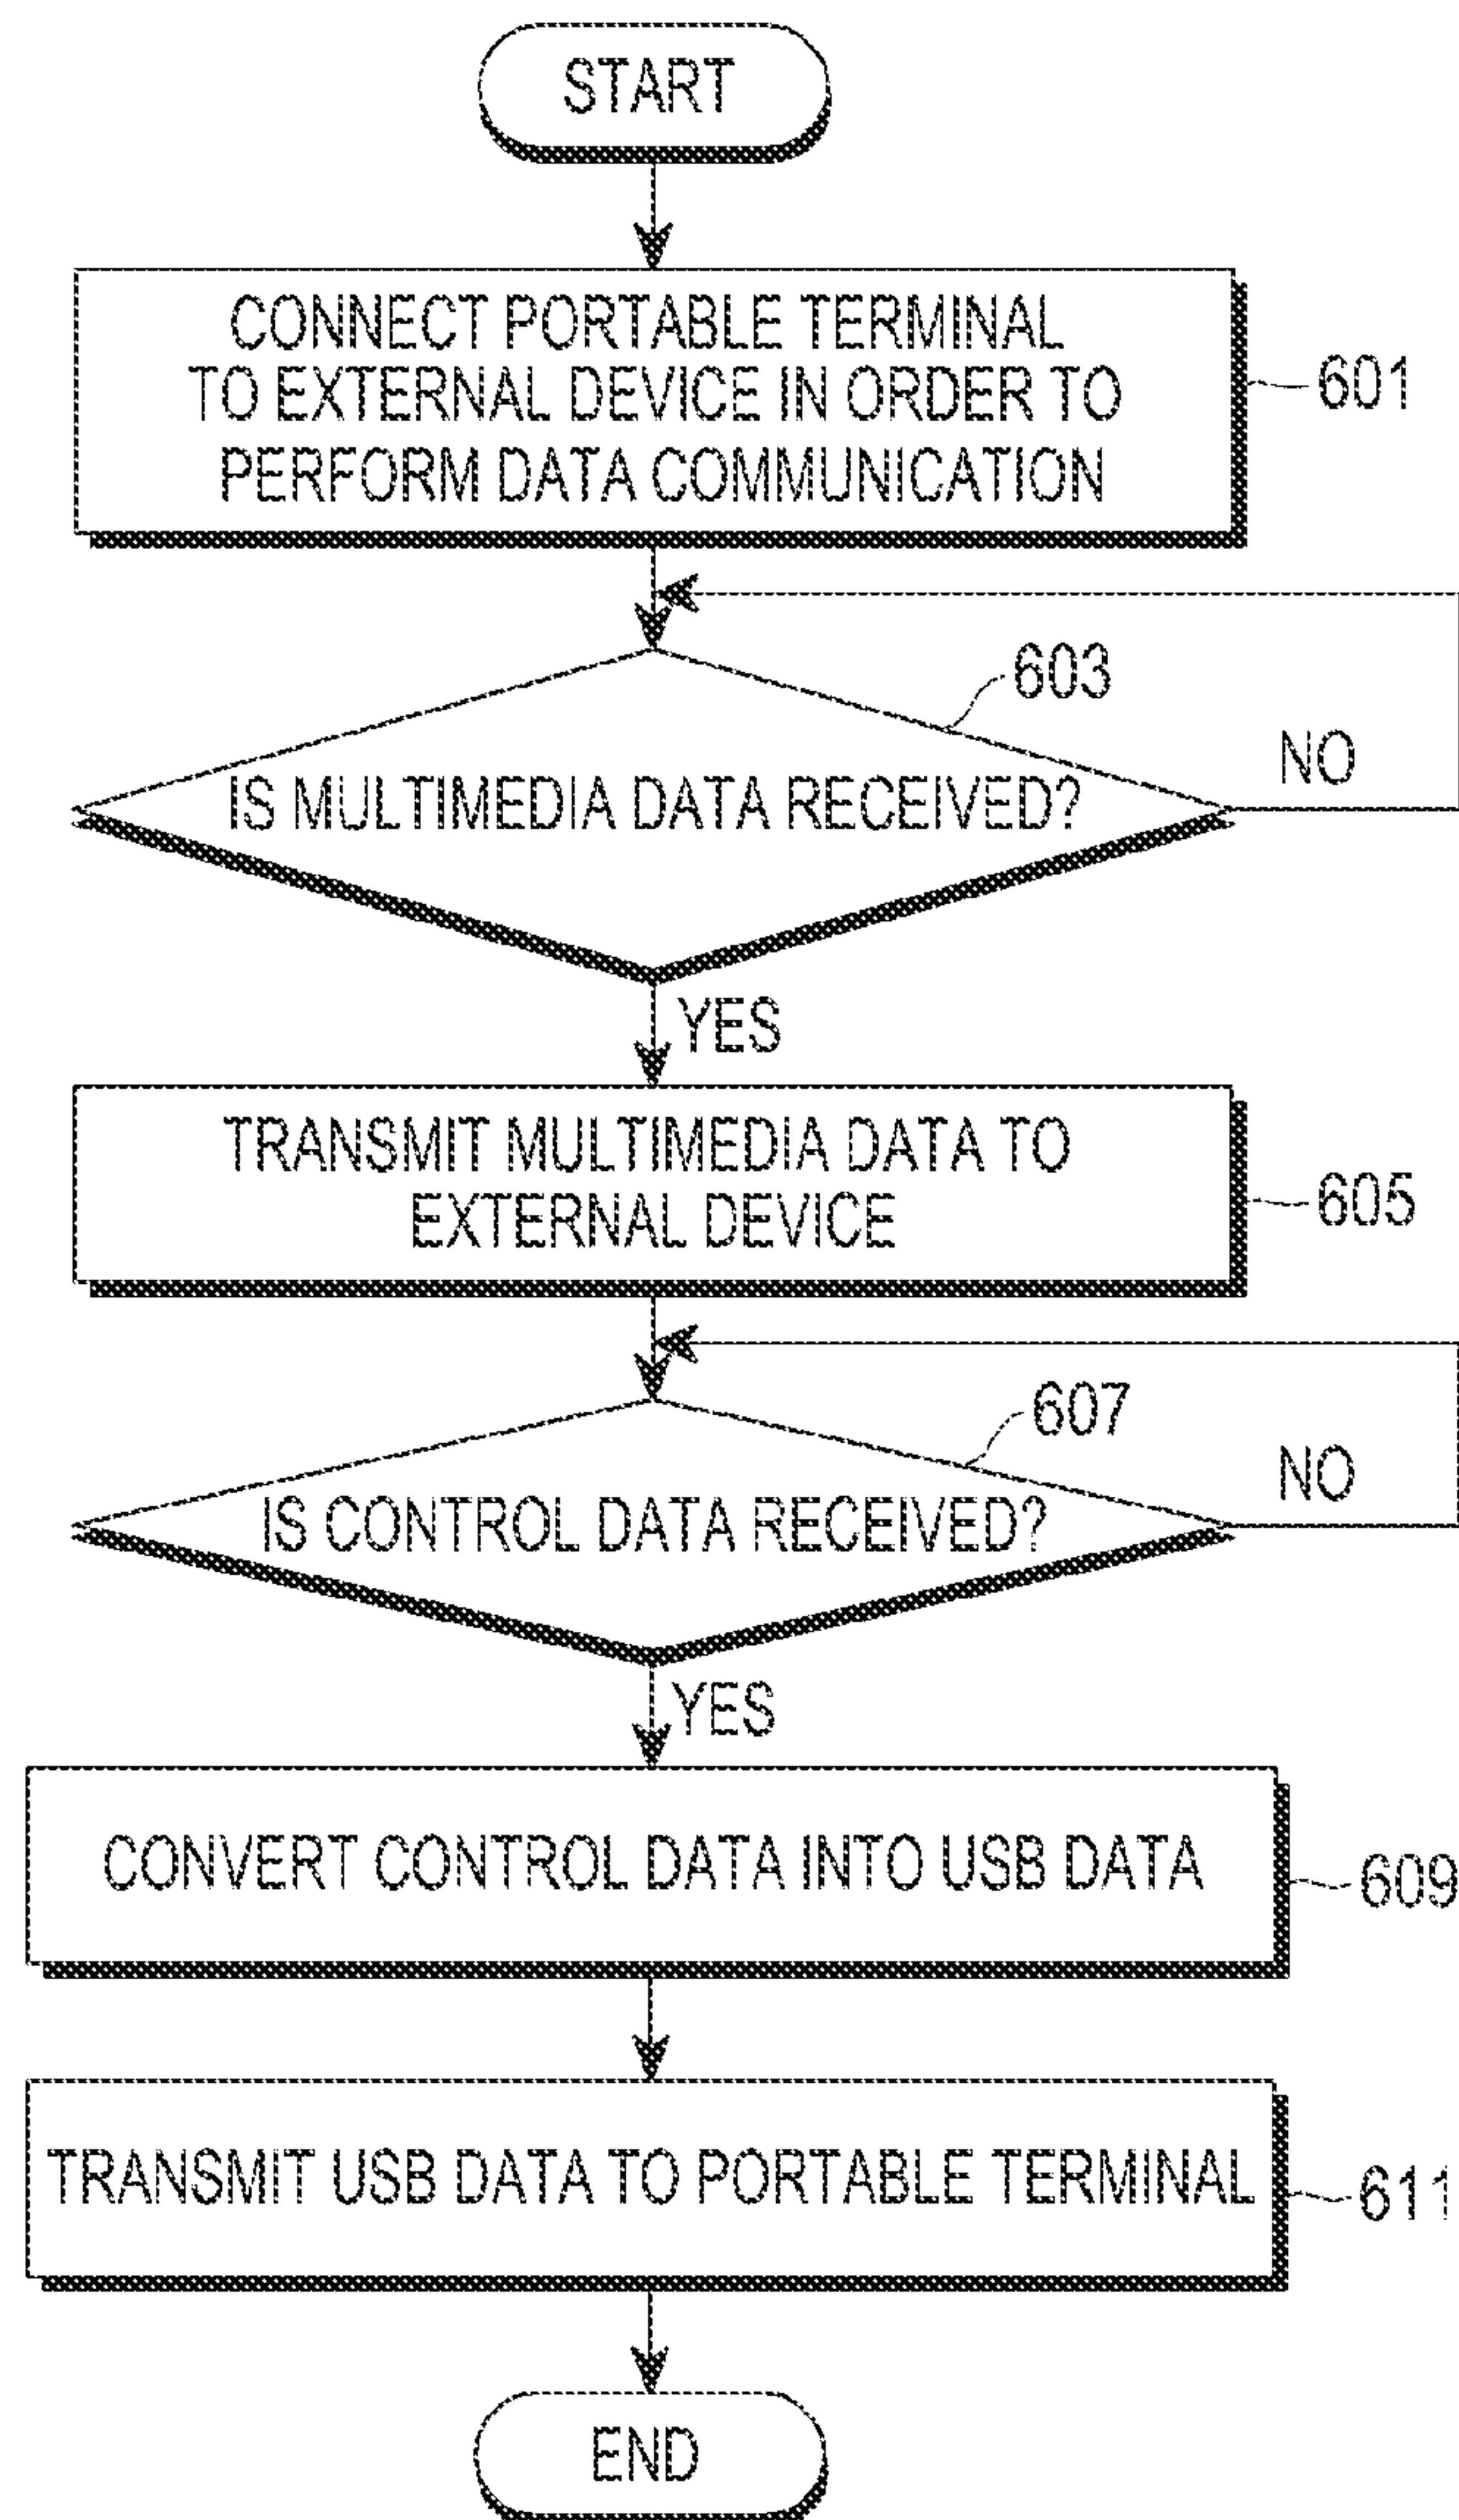 START
CONNECT PORTABLE TERMINAL
TO EXTERNAL DEVICE IN ORDER TO
PERFORM DATA COMMUNICATION
601
603
NO
IS MULTIMEDIA DATA RECEIVED?
YES
TRANSMIT MULTIMEDIA DATA TO
EXTERNAL DEVICE
605
607
NO
IS CONTROL DATA RECEIVED?
YES
CONVERT CONTROL DATA INTO USB DATA
609
TRANSMIT USB DATA TO PORTABLE TERMINAL
611
END